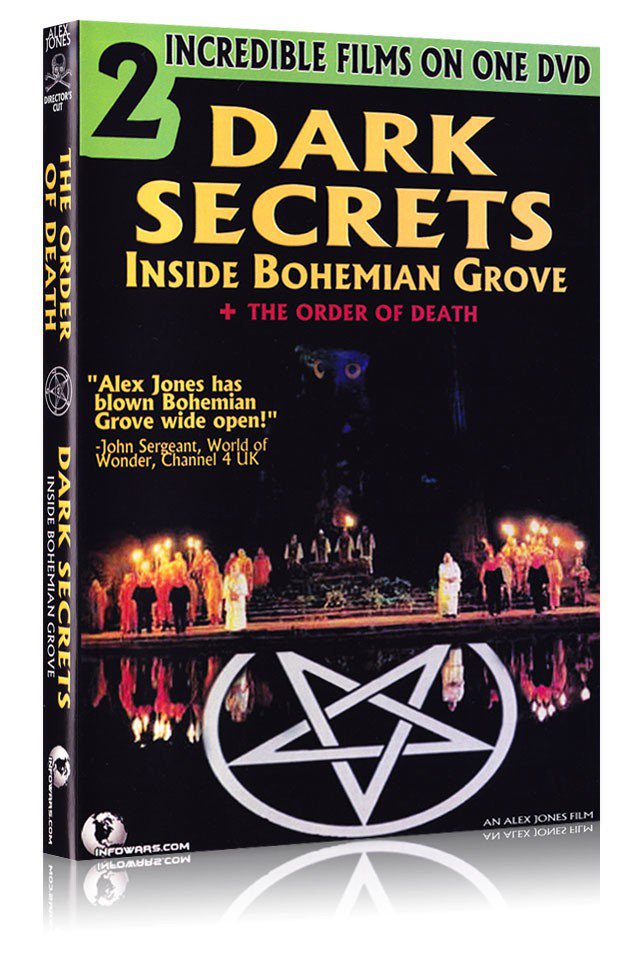 ALEX
JONES
DIRECTOR'S
CUT
THE ORDER
OF DEATH
DARK SECRETS
INSIDE BOHEMIAN GROVE
INFOWARS.COM
2
INCREDIBLE FILMS ON ONE DVD
DARK
SECRETS
INSIDE BOHEMIAN GROVE
+ THE ORDER OF DEATH
"Alex Jones has
blown Bohemian
Grove wide open!"
-John Sergeant, World of
Wonder, Channel 4 UK
AN ALEX JONES FILM
INFOWARS.COM